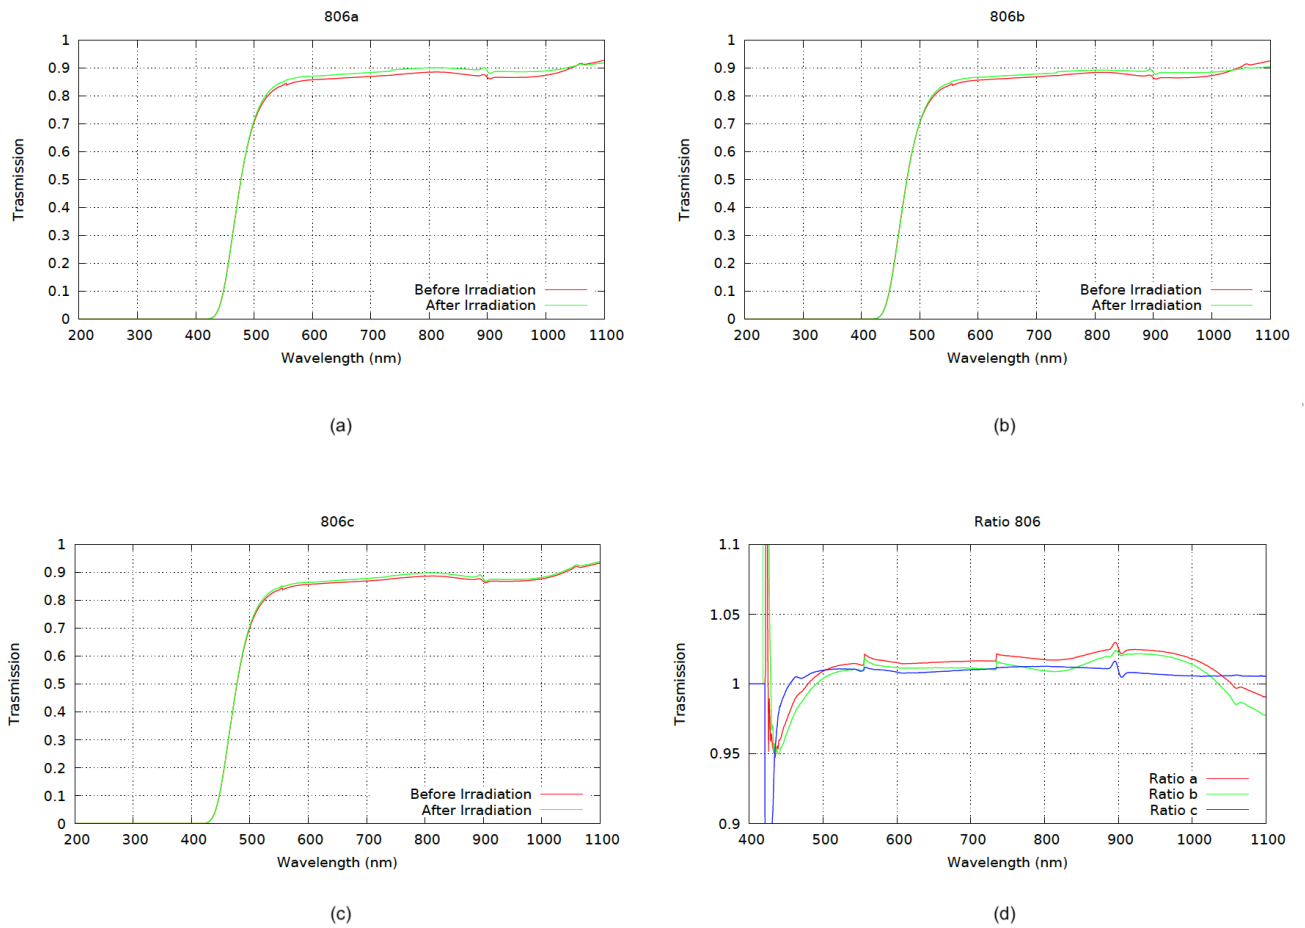 806a
1
0.9
0.8
0.7
0.6
0.5
0.4
0.3
0.2
0.1
0
Trasmission
Before Irradiation
After Irradiation
200 300 400 500 600 700 800 900 1000 1100
Wavelength (nm)
(a)
806b
1
0.9
0.8
0.7
0.6
0.5
0.4
0.3
0.2
0.1
0
Trasmission
Before Irradiation
After Irradiation
200 300 400 500 600 700 800 900 1000 1100
Wavelength (nm)
(b)
806c
1
0.9
0.8
0.7
0.6
0.5
0.4
0.3
0.2
0.1
0
Trasmission
Before Irradiation
After Irradiation
200 300 400 500 600 700 800 900 1000 1100
Wavelength (nm)
(c)
Ratio 806
1.1
1.05
1
0.95
0.9
Trasmission
Ratio a
Ratio b
Ratio c
400 500 600 700 800 900 1000 1100
Wavelength (nm)
(d)